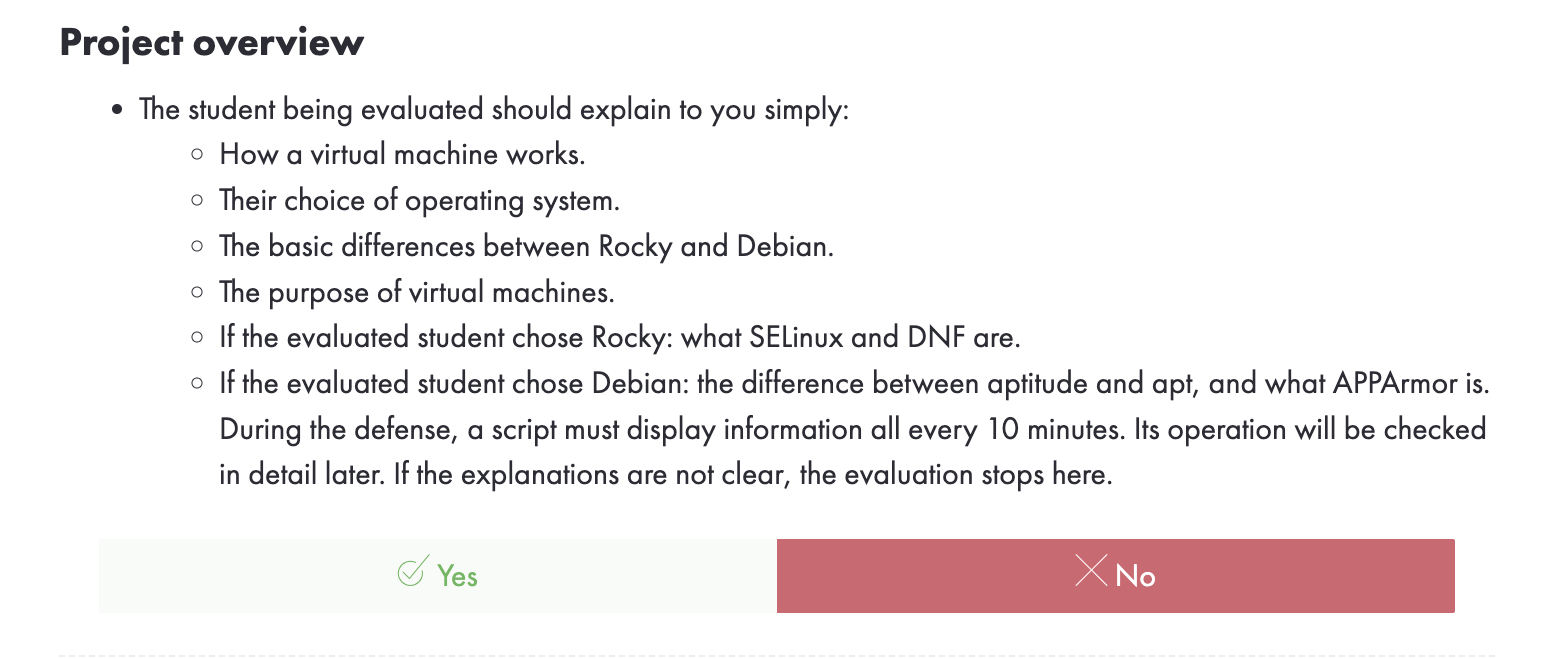 Project overview
The student being evaluated should explain to you simply:
How a virtual machine works.
Their choice of operating system.
The basic differences between Rocky and Debian.
The purpose of virtual machines.
If the evaluated student chose Rocky: what SELinux and DNF are.
If the evaluated student chose Debian: the difference between aptitude and apt, and what APPArmor is.
During the defense, a script must display information all every 10 minutes. Its operation will be checked
in detail later. If the explanations are not clear, the evaluation stops here.
Yes
No